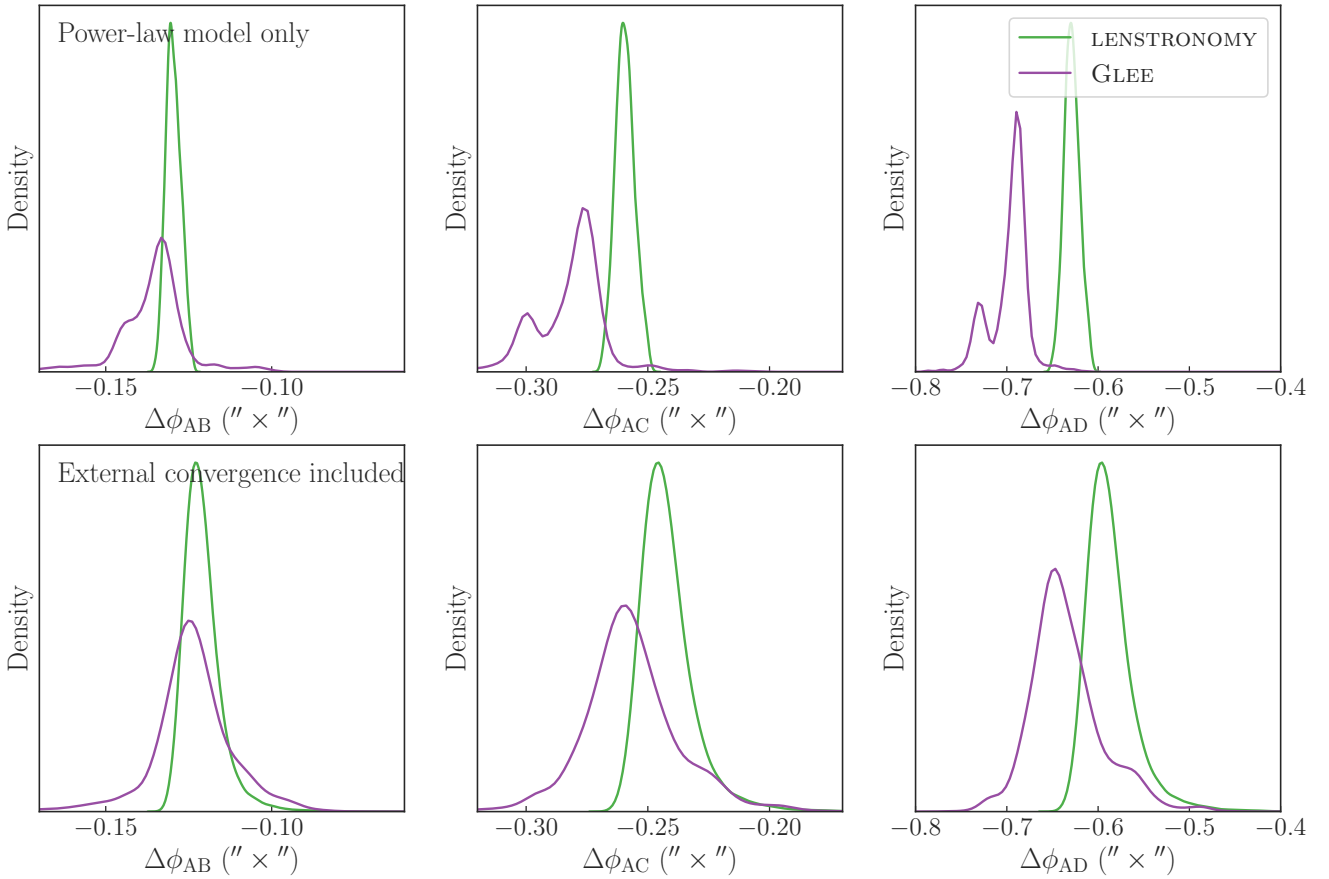 Power-law model only
Density
−0.15 −0.10
Δϕ_AB (″ × ″)
Density
−0.30 −0.25 −0.20
Δϕ_AC (″ × ″)
LENSTRONOMY
GLEE
Density
−0.8 −0.7 −0.6 −0.5 −0.4
Δϕ_AD (″ × ″)
External convergence included
Density
−0.15 −0.10
Δϕ_AB (″ × ″)
Density
−0.30 −0.25 −0.20
Δϕ_AC (″ × ″)
Density
−0.8 −0.7 −0.6 −0.5 −0.4
Δϕ_AD (″ × ″)